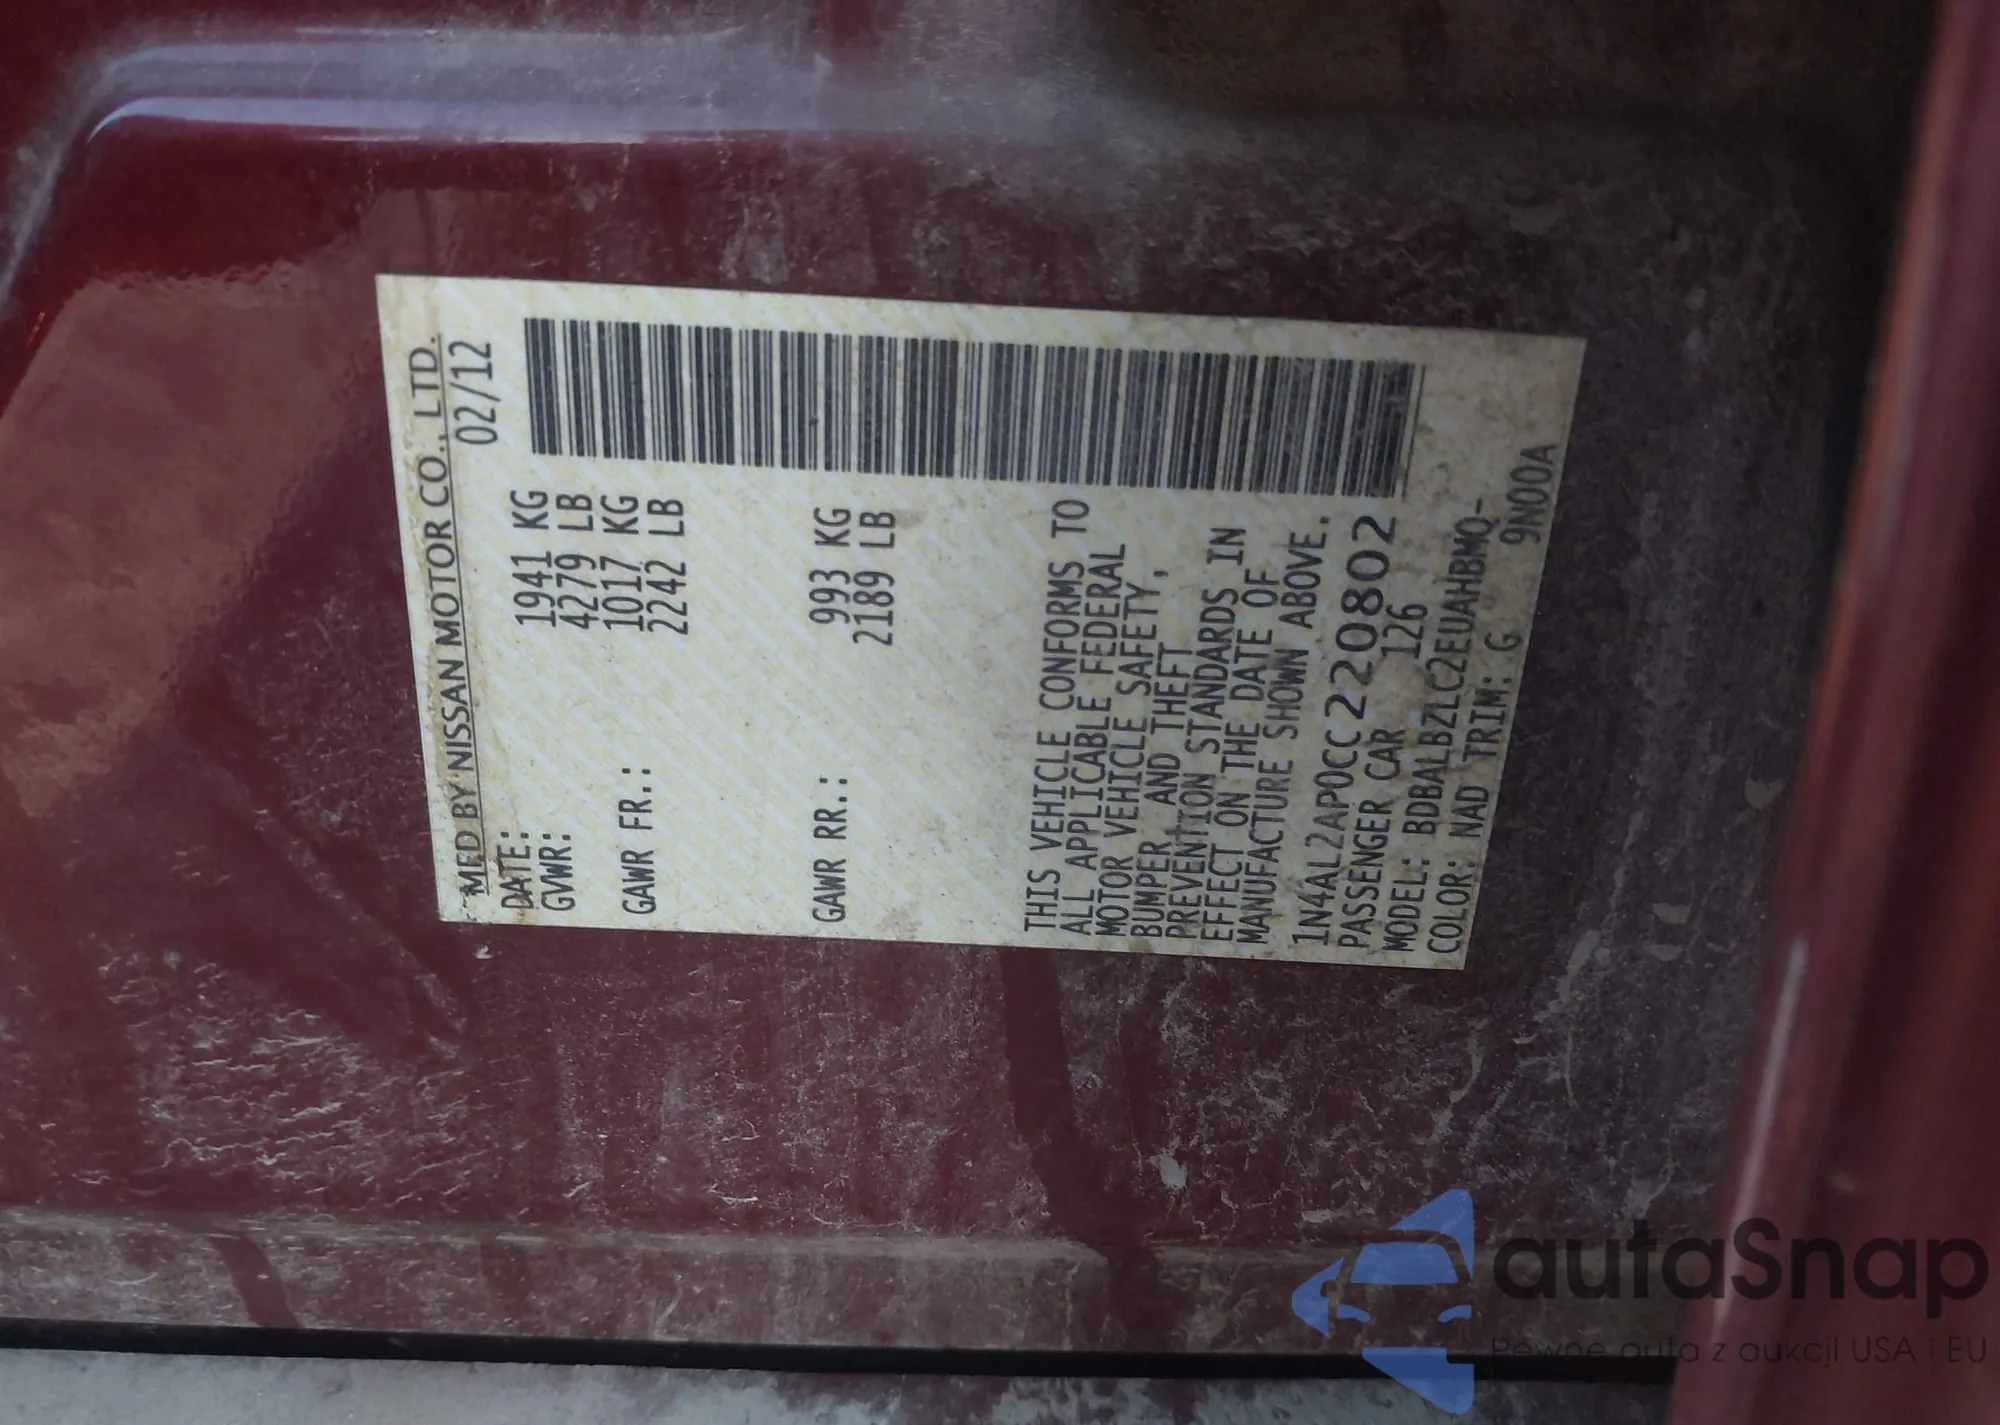 MFD BY NISSAN MOTOR CO., LTD.
DATE: 02/12
GVWR: 1941 KG
4279 LB
GAWR FR.: 1017 KG
2242 LB
GAWR RR.: 993 KG
2189 LB
THIS VEHICLE CONFORMS TO
ALL APPLICABLE FEDERAL
MOTOR VEHICLE SAFETY,
BUMPER, AND THEFT
PREVENTION STANDARDS IN
EFFECT ON THE DATE OF
MANUFACTURE SHOWN ABOVE.
1N4AL2AP0CC220802
PASSENGER CAR 126
MODEL: BDBALBZLC2EUAHBMQ-
COLOR: NAD TRIM: G 9N00A
autaSnap
Pewne auta z aukcji USA i EU